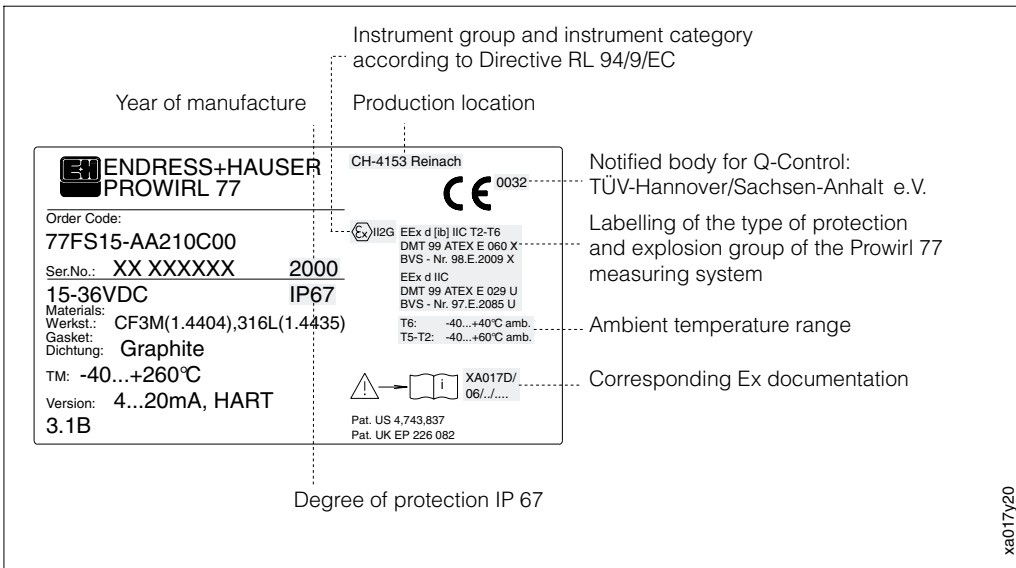 Instrument group and instrument category
according to Directive RL 94/9/EC
Year of manufacture
Production location
E+H ENDRESS+HAUSER
PROWIRL 77
Order Code:
77FS15-AA210C00
Ser.No.: XX XXXXXX 2000
15-36VDC IP67
Materials:
Werkst.: CF3M(1.4404),316L(1.4435)
Gasket:
Dichtung: Graphite
TM: -40...+260°C
Version: 4...20mA, HART
3.1B
CH-4153 Reinach
CE 0032
Ex II2G
EEx d [ib] IIC T2-T6
DMT 99 ATEX E 060 X
BVS - Nr. 98.E.2009 X
EEx d IIC
DMT 99 ATEX E 029 U
BVS - Nr. 97.E.2085 U
T6: -40...+40°C amb.
T5-T2: -40...+60°C amb.
! i XA017D/
06/../....
Pat. US 4,743,837
Pat. UK EP 226 082
Notified body for Q-Control:
TÜV-Hannover/Sachsen-Anhalt e.V.
Labelling of the type of protection
and explosion group of the Prowirl 77
measuring system
Ambient temperature range
Corresponding Ex documentation
Degree of protection IP 67
xa017y20